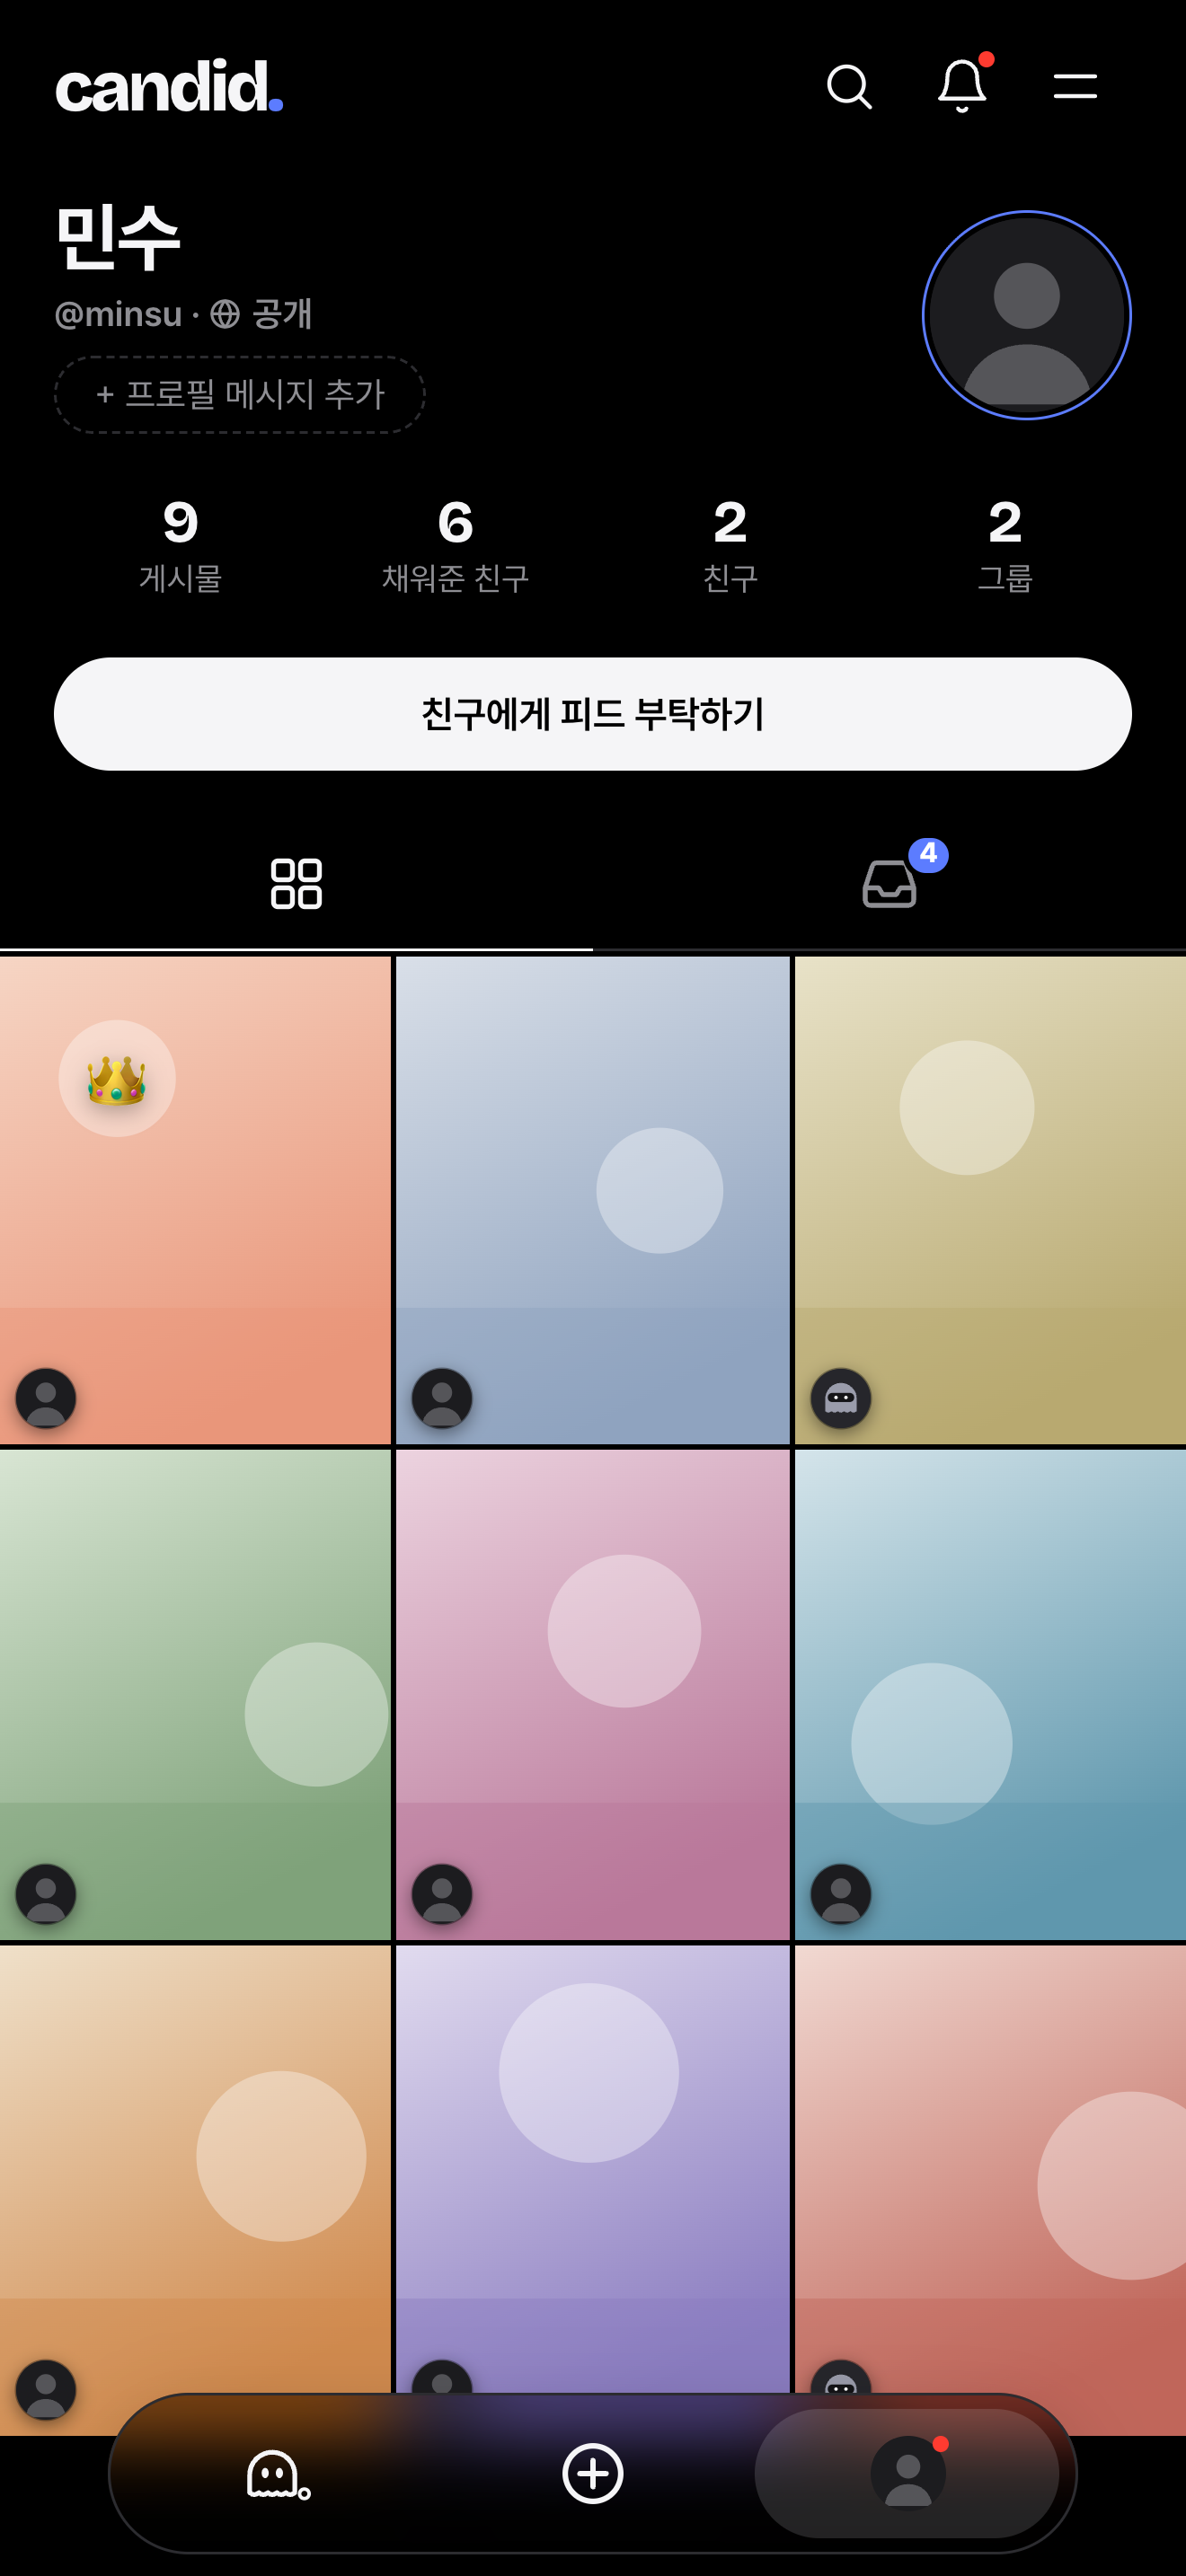 candid.
민수
@minsu · 공개
+ 프로필 메시지 추가
9 6 2 2
게시물 채워준 친구 친구 그룹
친구에게 피드 부탁하기
4